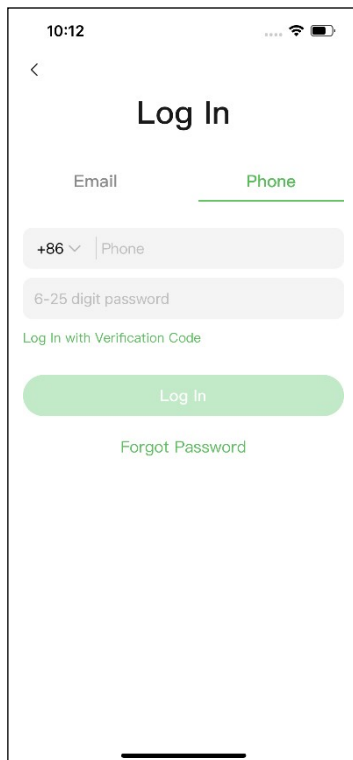 10:12
Log In
Email Phone
+86 Phone
6-25 digit password
Log In with Verification Code
Log In
Forgot Password